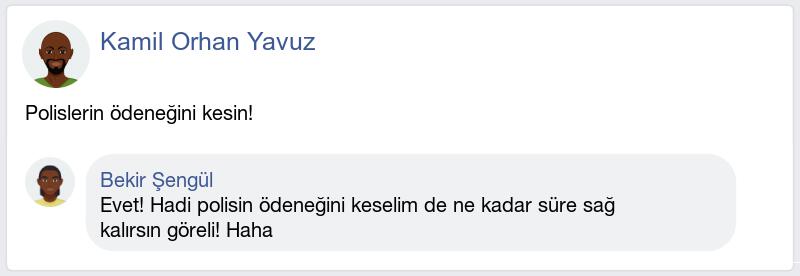 Kamil Orhan Yavuz
Polislerin ödeneğini kesin!
Bekir Şengül
Evet! Hadi polisin ödeneğini keselim de ne kadar süre sağ
kalırsın göreli! Haha